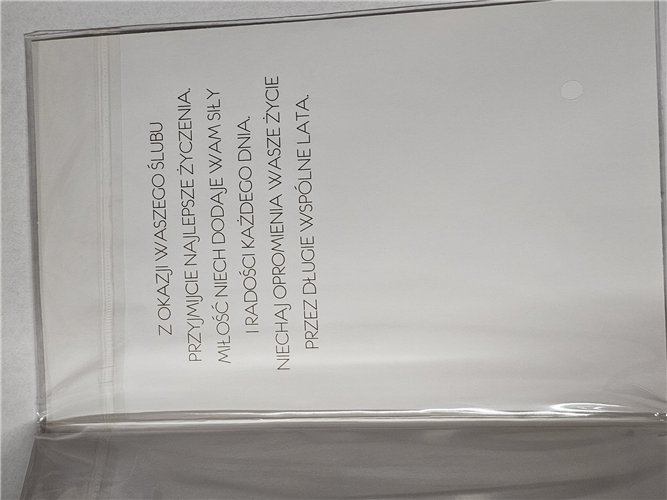 Z OKAZJI WASZEGO ŚLUBU
PRZYJMIJCIE NAJLEPSZE ŻYCZENIA.
MIŁOŚĆ NIECH DODAJE WAM SIŁY
I RADOŚCI KAŻDEGO DNIA.
NIECHAJ OPROMIENIA WASZE ŻYCIE
PRZEZ DŁUGIE WSPÓLNE LATA.